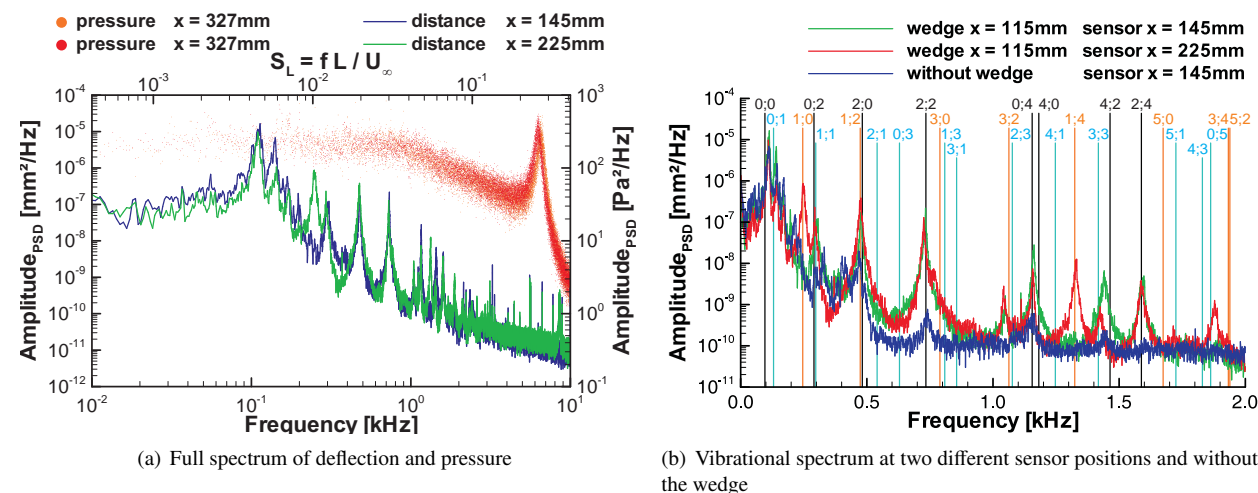 pressure x = 327mm distance x = 145mm
pressure x = 327mm distance x = 225mm
S_L = f L / U_∞
10^-3 10^-2 10^-1
10^-4 10^-5 10^-6 10^-7 10^-8 10^-9 10^-10 10^-11 10^-12
Amplitude_PSD [mm²/Hz]
10^3 10^2 10^1 10^0 10^-1
Amplitude_PSD [Pa²/Hz]
10^-2 10^-1 10^0 10^1
Frequency [kHz]
(a) Full spectrum of deflection and pressure
wedge x = 115mm sensor x = 145mm
wedge x = 115mm sensor x = 225mm
without wedge sensor x = 145mm
0;0 0;2 2;0 2;2 0;4 4;0 4;2 2;4
0;1 1;0 1;2 3;0 3;2 1;4 5;0 3;4 5;2
1;1 2;1 0;3 1;3 2;3 4;1 3;3 5;1 0;5
3;1 4;3
10^-4 10^-5 10^-6 10^-7 10^-8 10^-9 10^-10 10^-11
Amplitude_PSD [mm²/Hz]
0.0 0.5 1.0 1.5 2.0
Frequency [kHz]
(b) Vibrational spectrum at two different sensor positions and without
the wedge